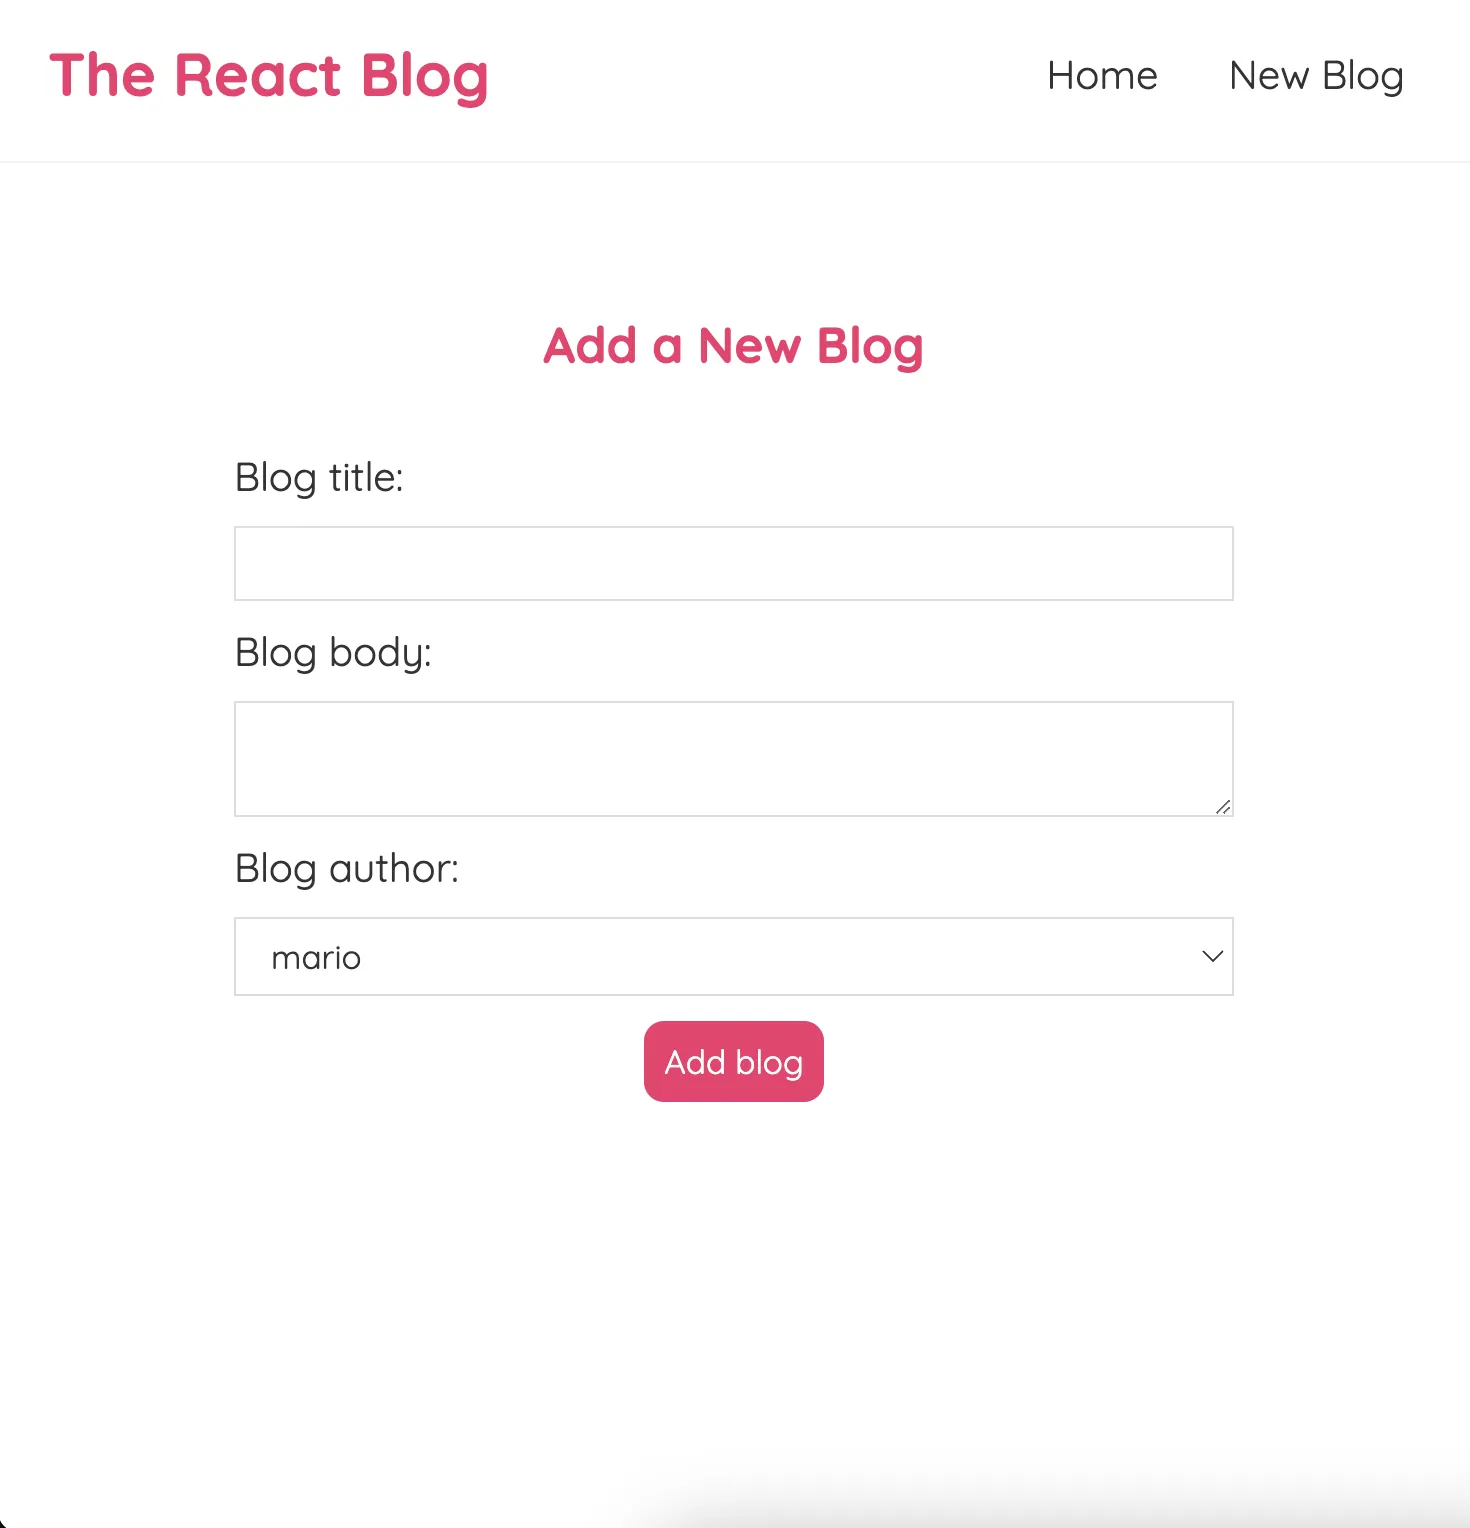 The React Blog
Home New Blog
Add a New Blog
Blog title:
Blog body:
Blog author:
mario
Add blog